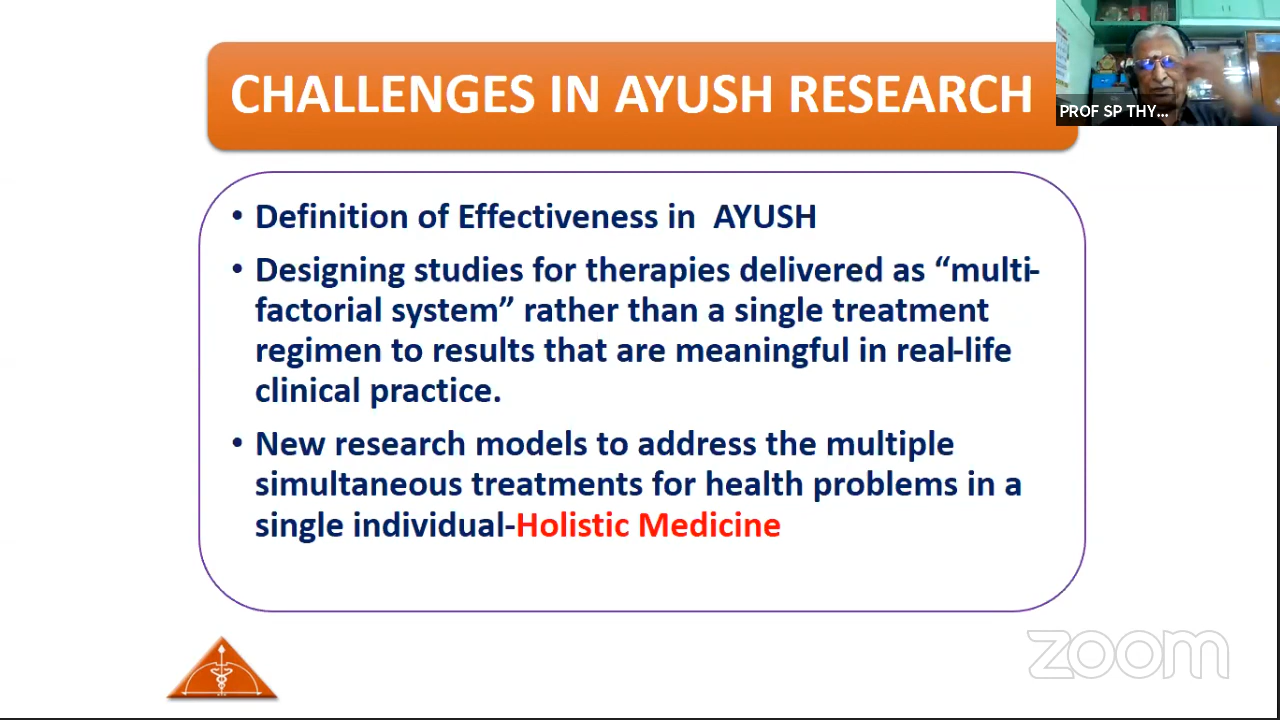 CHALLENGES IN AYUSH RESEARCH
PROF SP THY...
• Definition of Effectiveness in AYUSH
• Designing studies for therapies delivered as “multi-
factorial system” rather than a single treatment
regimen to results that are meaningful in real-life
clinical practice.
• New research models to address the multiple
simultaneous treatments for health problems in a
single individual-Holistic Medicine
zoom